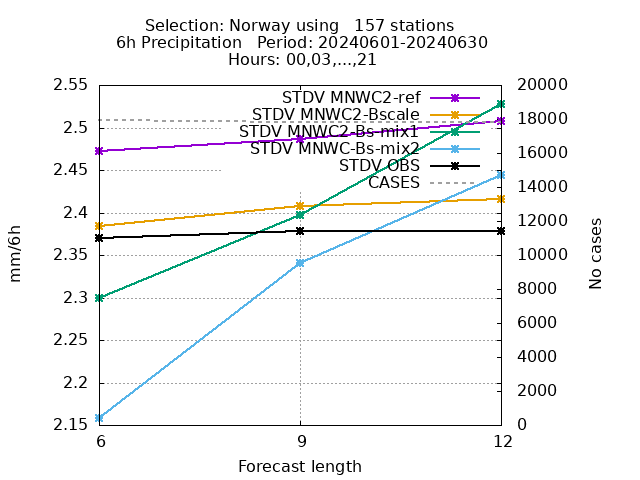 Selection: Norway using   157 stations
6h Precipitation   Period: 20240601-20240630
Hours: 00,03,...,21
2.55
2.5
2.45
2.4
2.35
2.3
2.25
2.2
2.15
20000
18000
16000
14000
12000
10000
8000
6000
4000
2000
0
STDV MNWC2-ref
STDV MNWC2-Bscale
STDV MNWC2-Bs-mix1
STDV MNWC-Bs-mix2
STDV OBS
CASES
mm/6h
No cases
6
9
12
Forecast length